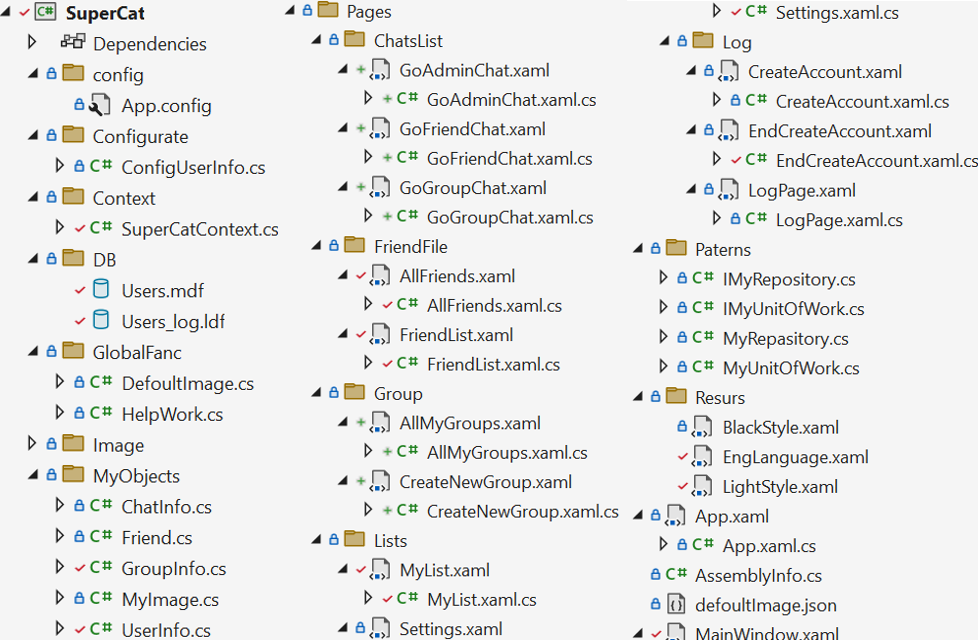 SuperCat
Dependencies
config
App.config
Configurate
C# ConfigUserInfo.cs
Context
C# SuperCatContext.cs
DB
Users.mdf
Users_log.ldf
GlobalFanc
C# DefoultImage.cs
C# HelpWork.cs
Image
MyObjects
C# ChatInfo.cs
C# Friend.cs
C# GroupInfo.cs
C# MyImage.cs
C# UserInfo.cs
Pages
ChatsList
GoAdminChat.xaml
C# GoAdminChat.xaml.cs
GoFriendChat.xaml
C# GoFriendChat.xaml.cs
GoGroupChat.xaml
C# GoGroupChat.xaml.cs
FriendFile
AllFriends.xaml
C# AllFriends.xaml.cs
FriendList.xaml
C# FriendList.xaml.cs
Group
AllMyGroups.xaml
C# AllMyGroups.xaml.cs
CreateNewGroup.xaml
C# CreateNewGroup.xaml.cs
Lists
MyList.xaml
C# MyList.xaml.cs
Settings.xaml
C# Settings.xaml.cs
Log
CreateAccount.xaml
C# CreateAccount.xaml.cs
EndCreateAccount.xaml
C# EndCreateAccount.xaml.cs
LogPage.xaml
C# LogPage.xaml.cs
Paterns
C# IMyRepository.cs
C# IMyUnitOfWork.cs
C# MyRepasitory.cs
C# MyUnitOfWork.cs
Resurs
BlackStyle.xaml
EngLanguage.xaml
LightStyle.xaml
App.xaml
C# App.xaml.cs
C# AssemblyInfo.cs
defoultImage.json
MainWindow.xaml